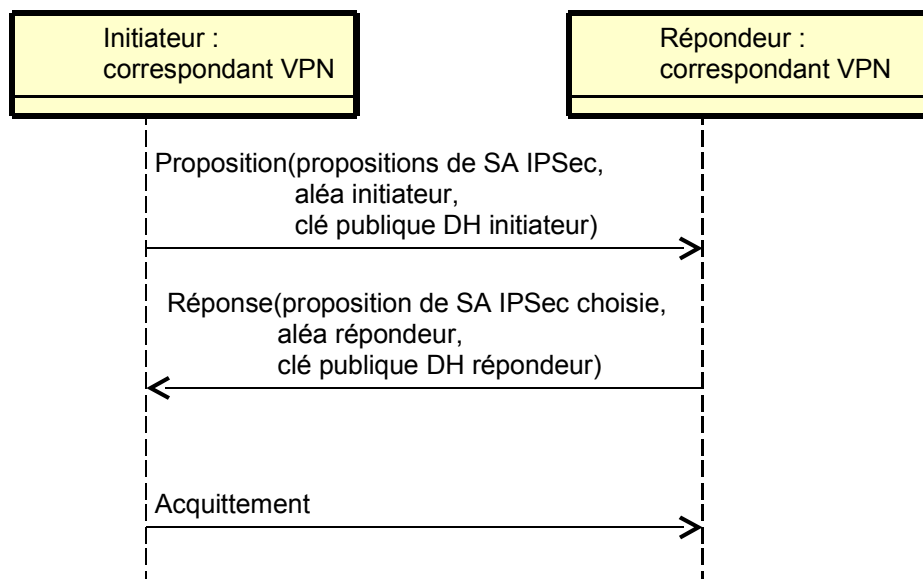 Initiateur :
correspondant VPN
Répondeur :
correspondant VPN
Proposition(propositions de SA IPSec,
aléa initiateur,
clé publique DH initiateur)
Réponse(proposition de SA IPSec choisie,
aléa répondeur,
clé publique DH répondeur)
Acquittement